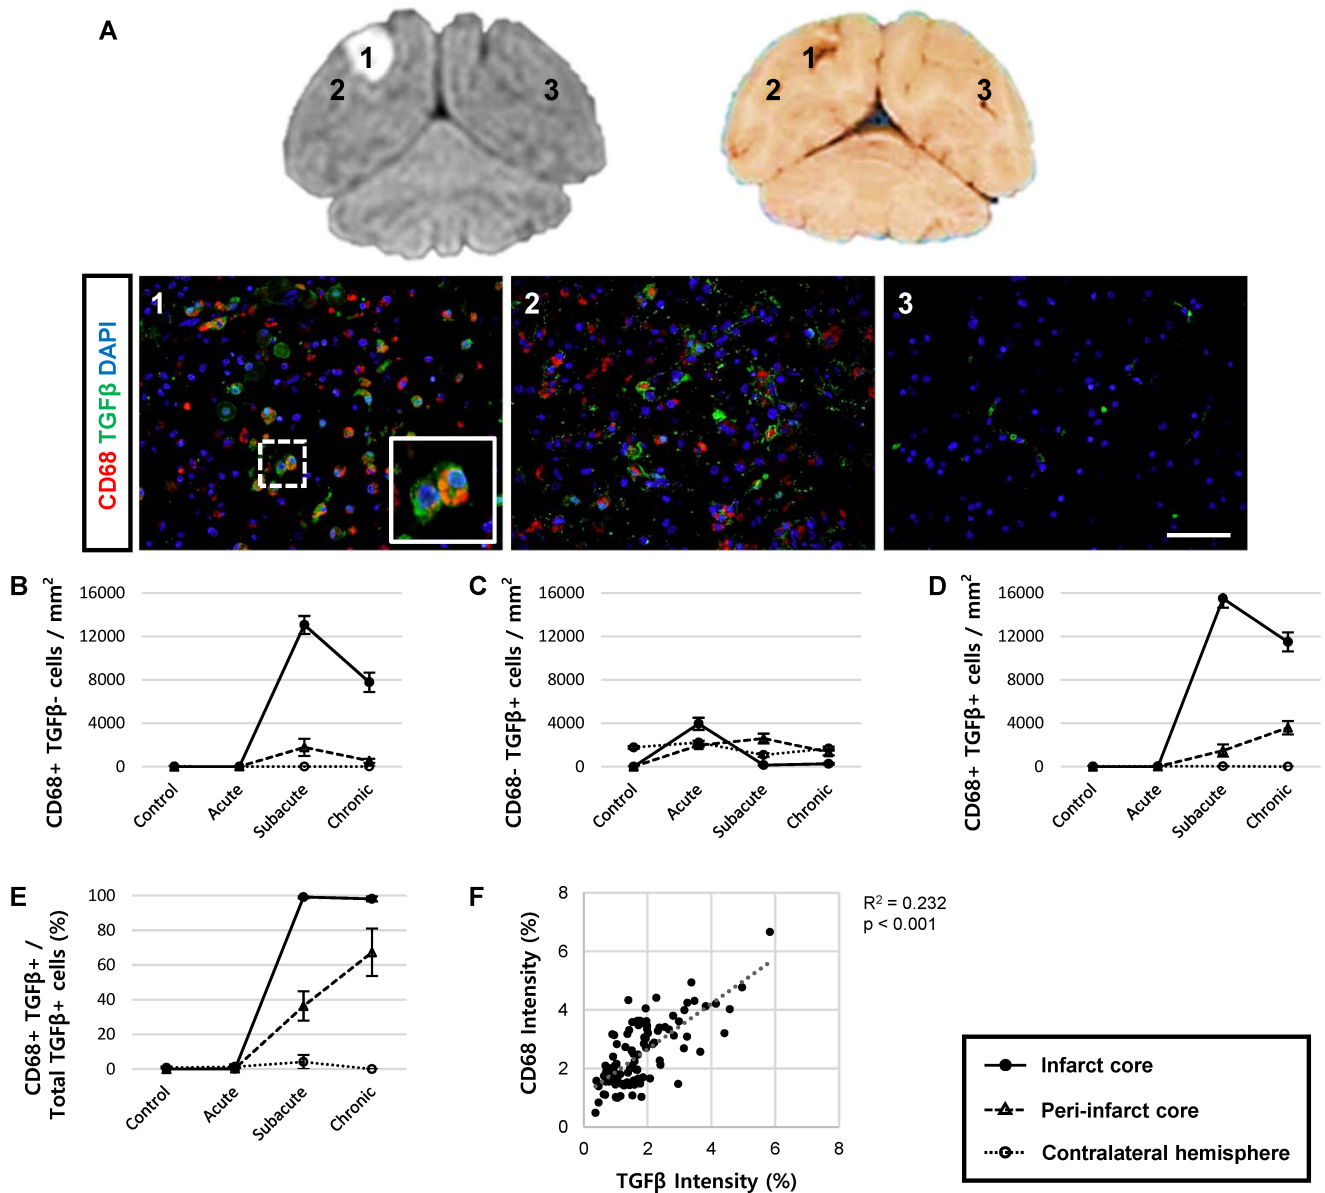 A
1
2
3
1
2
3
CD68 TGFβ DAPI
1
2
3
B
CD68+ TGFβ- cells / mm²
16000
12000
8000
4000
0
Control
Acute
Subacute
Chronic
C
CD68- TGFβ+ cells / mm²
16000
12000
8000
4000
0
Control
Acute
Subacute
Chronic
D
CD68+ TGFβ+ cells / mm²
16000
12000
8000
4000
0
Control
Acute
Subacute
Chronic
E
CD68+ TGFβ+ /
Total TGFβ+ cells (%)
100
80
60
40
20
0
Control
Acute
Subacute
Chronic
F
CD68 Intensity (%)
8
6
4
2
0
0 2 4 6 8
TGFβ Intensity (%)
R² = 0.232
p < 0.001
Infarct core
Peri-infarct core
Contralateral hemisphere